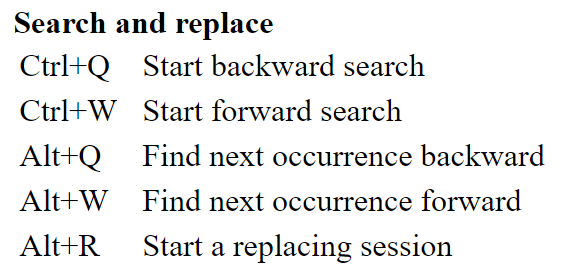 Search and replace
Ctrl+Q Start backward search
Ctrl+W Start forward search
Alt+Q Find next occurrence backward
Alt+W Find next occurrence forward
Alt+R Start a replacing session